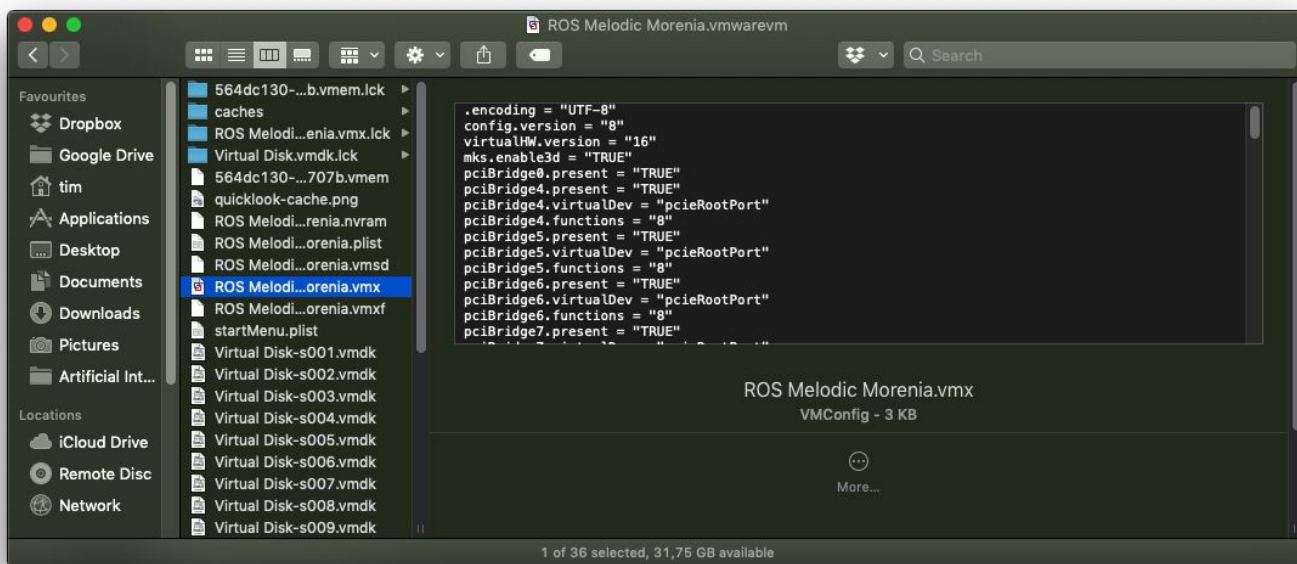 ROS Melodic Morenia.vmwarevm
Search
Favourites
Dropbox
Google Drive
tim
Applications
Desktop
Documents
Downloads
Pictures
Artificial Int...
Locations
iCloud Drive
Remote Disc
Network
564dc130-...b.vmem.lck
caches
ROS Melodi...enia.vmx.lck
Virtual Disk.vmdk.lck
564dc130-...707b.vmem
quicklook-cache.png
ROS Melodi...renia.nvram
ROS Melodi...orenia.plist
ROS Melodi...orenia.vmsd
ROS Melodi...orenia.vmx
ROS Melodi...orenia.vmxf
startMenu.plist
Virtual Disk-s001.vmdk
Virtual Disk-s002.vmdk
Virtual Disk-s003.vmdk
Virtual Disk-s004.vmdk
Virtual Disk-s005.vmdk
Virtual Disk-s006.vmdk
Virtual Disk-s007.vmdk
Virtual Disk-s008.vmdk
Virtual Disk-s009.vmdk
.encoding = "UTF-8"
config.version = "8"
virtualHW.version = "16"
mks.enable3d = "TRUE"
pciBridge0.present = "TRUE"
pciBridge4.present = "TRUE"
pciBridge4.virtualDev = "pcieRootPort"
pciBridge4.functions = "8"
pciBridge5.present = "TRUE"
pciBridge5.virtualDev = "pcieRootPort"
pciBridge5.functions = "8"
pciBridge6.present = "TRUE"
pciBridge6.virtualDev = "pcieRootPort"
pciBridge6.functions = "8"
pciBridge7.present = "TRUE"
ROS Melodic Morenia.vmx
VMConfig - 3 KB
More...
1 of 36 selected, 31,75 GB available